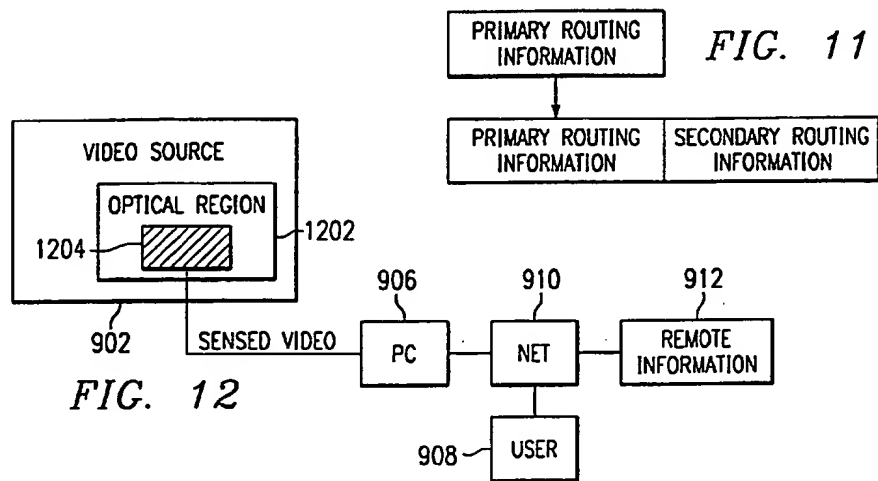 PRIMARY ROUTING
INFORMATION
FIG. 11
PRIMARY ROUTING
INFORMATION
SECONDARY ROUTING
INFORMATION
VIDEO SOURCE
OPTICAL REGION
1204
1202
902
SENSED VIDEO
906
PC
910
NET
912
REMOTE
INFORMATION
908
USER
FIG. 12